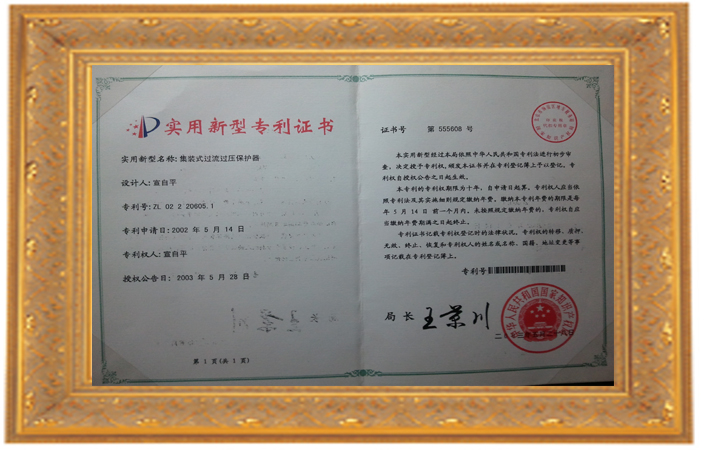 实用新型专利证书
实用新型名称: 集装式过流过压保护器
设计人: 宣自平
专利号: ZL 02 2 20605.1
专利申请日: 2002 年 5 月 14 日
专利权人: 宣自平
授权公告日: 2003 年 5 月 28 日
第 1 页(共 1 页)
证书号 第 555608 号
本实用新型经过本局依照中华人民共和国专利法进行初步审
查, 决定授予专利权, 颁发本证书并在专利登记簿上予以登记。专利
权自授权公告之日起生效。
本专利的专利权期限为十年, 自申请日起算。专利权人应当依
照专利法及其实施细则规定缴纳年费。缴纳本专利年费的期限是每
年 5 月 14 日 前一个月内。未按照规定缴纳年费的, 专利权自应
当缴纳年费期满之日起终止。
专利证书记载专利权登记时的法律状况。专利权的转移、质押、
无效、终止、恢复和专利权人的姓名或名称、国籍、地址变更等事
项记载在专利登记簿上。
专利号
局长 王景川
中华人民共和国国家知识产权局